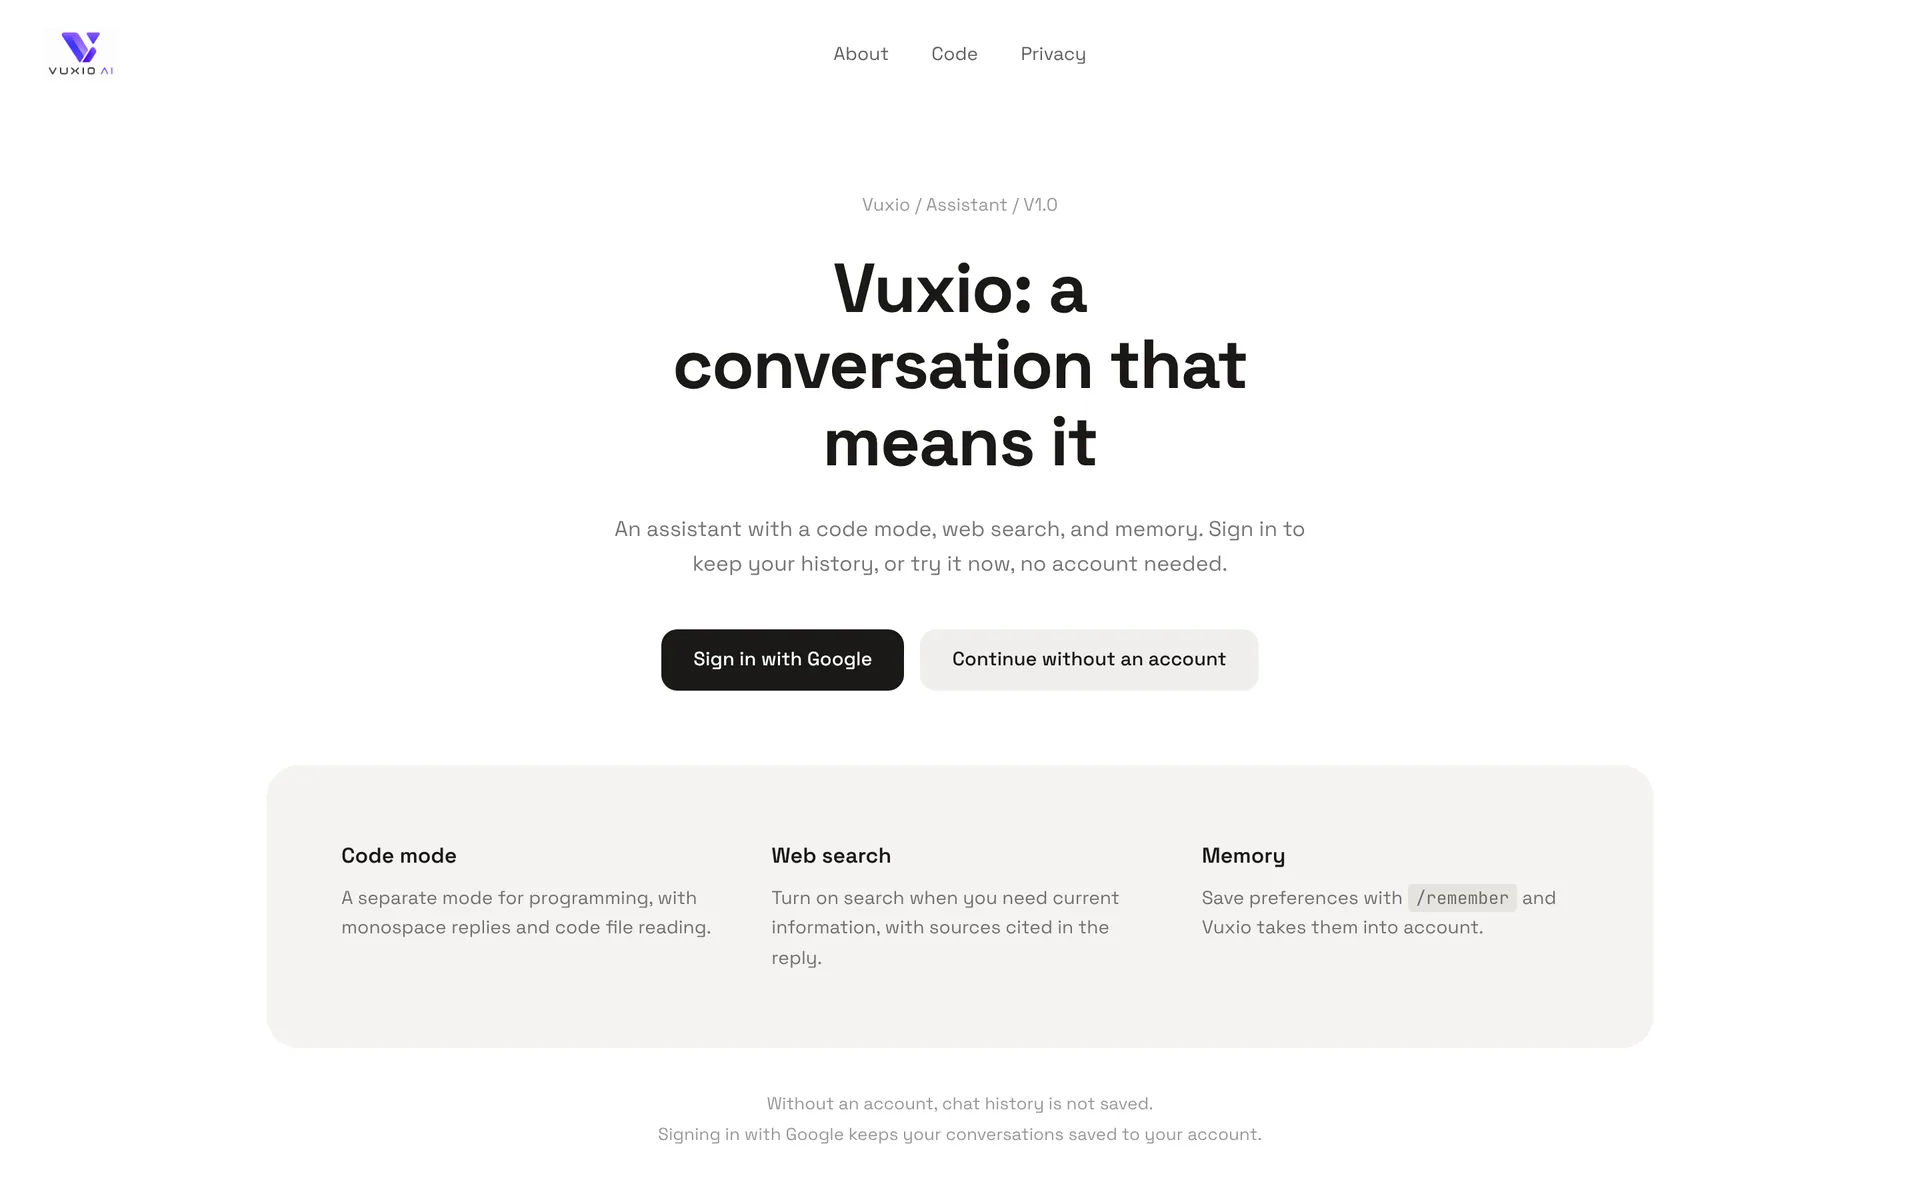 VUXIO AI
About
Code
Privacy
Vuxio / Assistant / V1.0
Vuxio: a
conversation that
means it
An assistant with a code mode, web search, and memory. Sign in to
keep your history, or try it now, no account needed.
Sign in with Google
Continue without an account
Code mode
A separate mode for programming, with
monospace replies and code file reading.
Web search
Turn on search when you need current
information, with sources cited in the
reply.
Memory
Save preferences with /remember and
Vuxio takes them into account.
Without an account, chat history is not saved.
Signing in with Google keeps your conversations saved to your account.